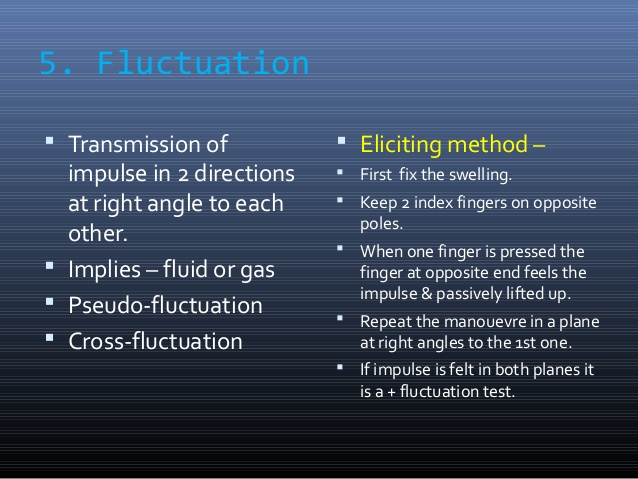 5. Fluctuation
Transmission of
impulse in 2 directions
at right angle to each
other.
Implies – fluid or gas
Pseudo-fluctuation
Cross-fluctuation
Eliciting method –
First fix the swelling.
Keep 2 index fingers on opposite
poles.
When one finger is pressed the
finger at opposite end feels the
impulse & passively lifted up.
Repeat the manouevre in a plane
at right angles to the 1st one.
If impulse is felt in both planes it
is a + fluctuation test.